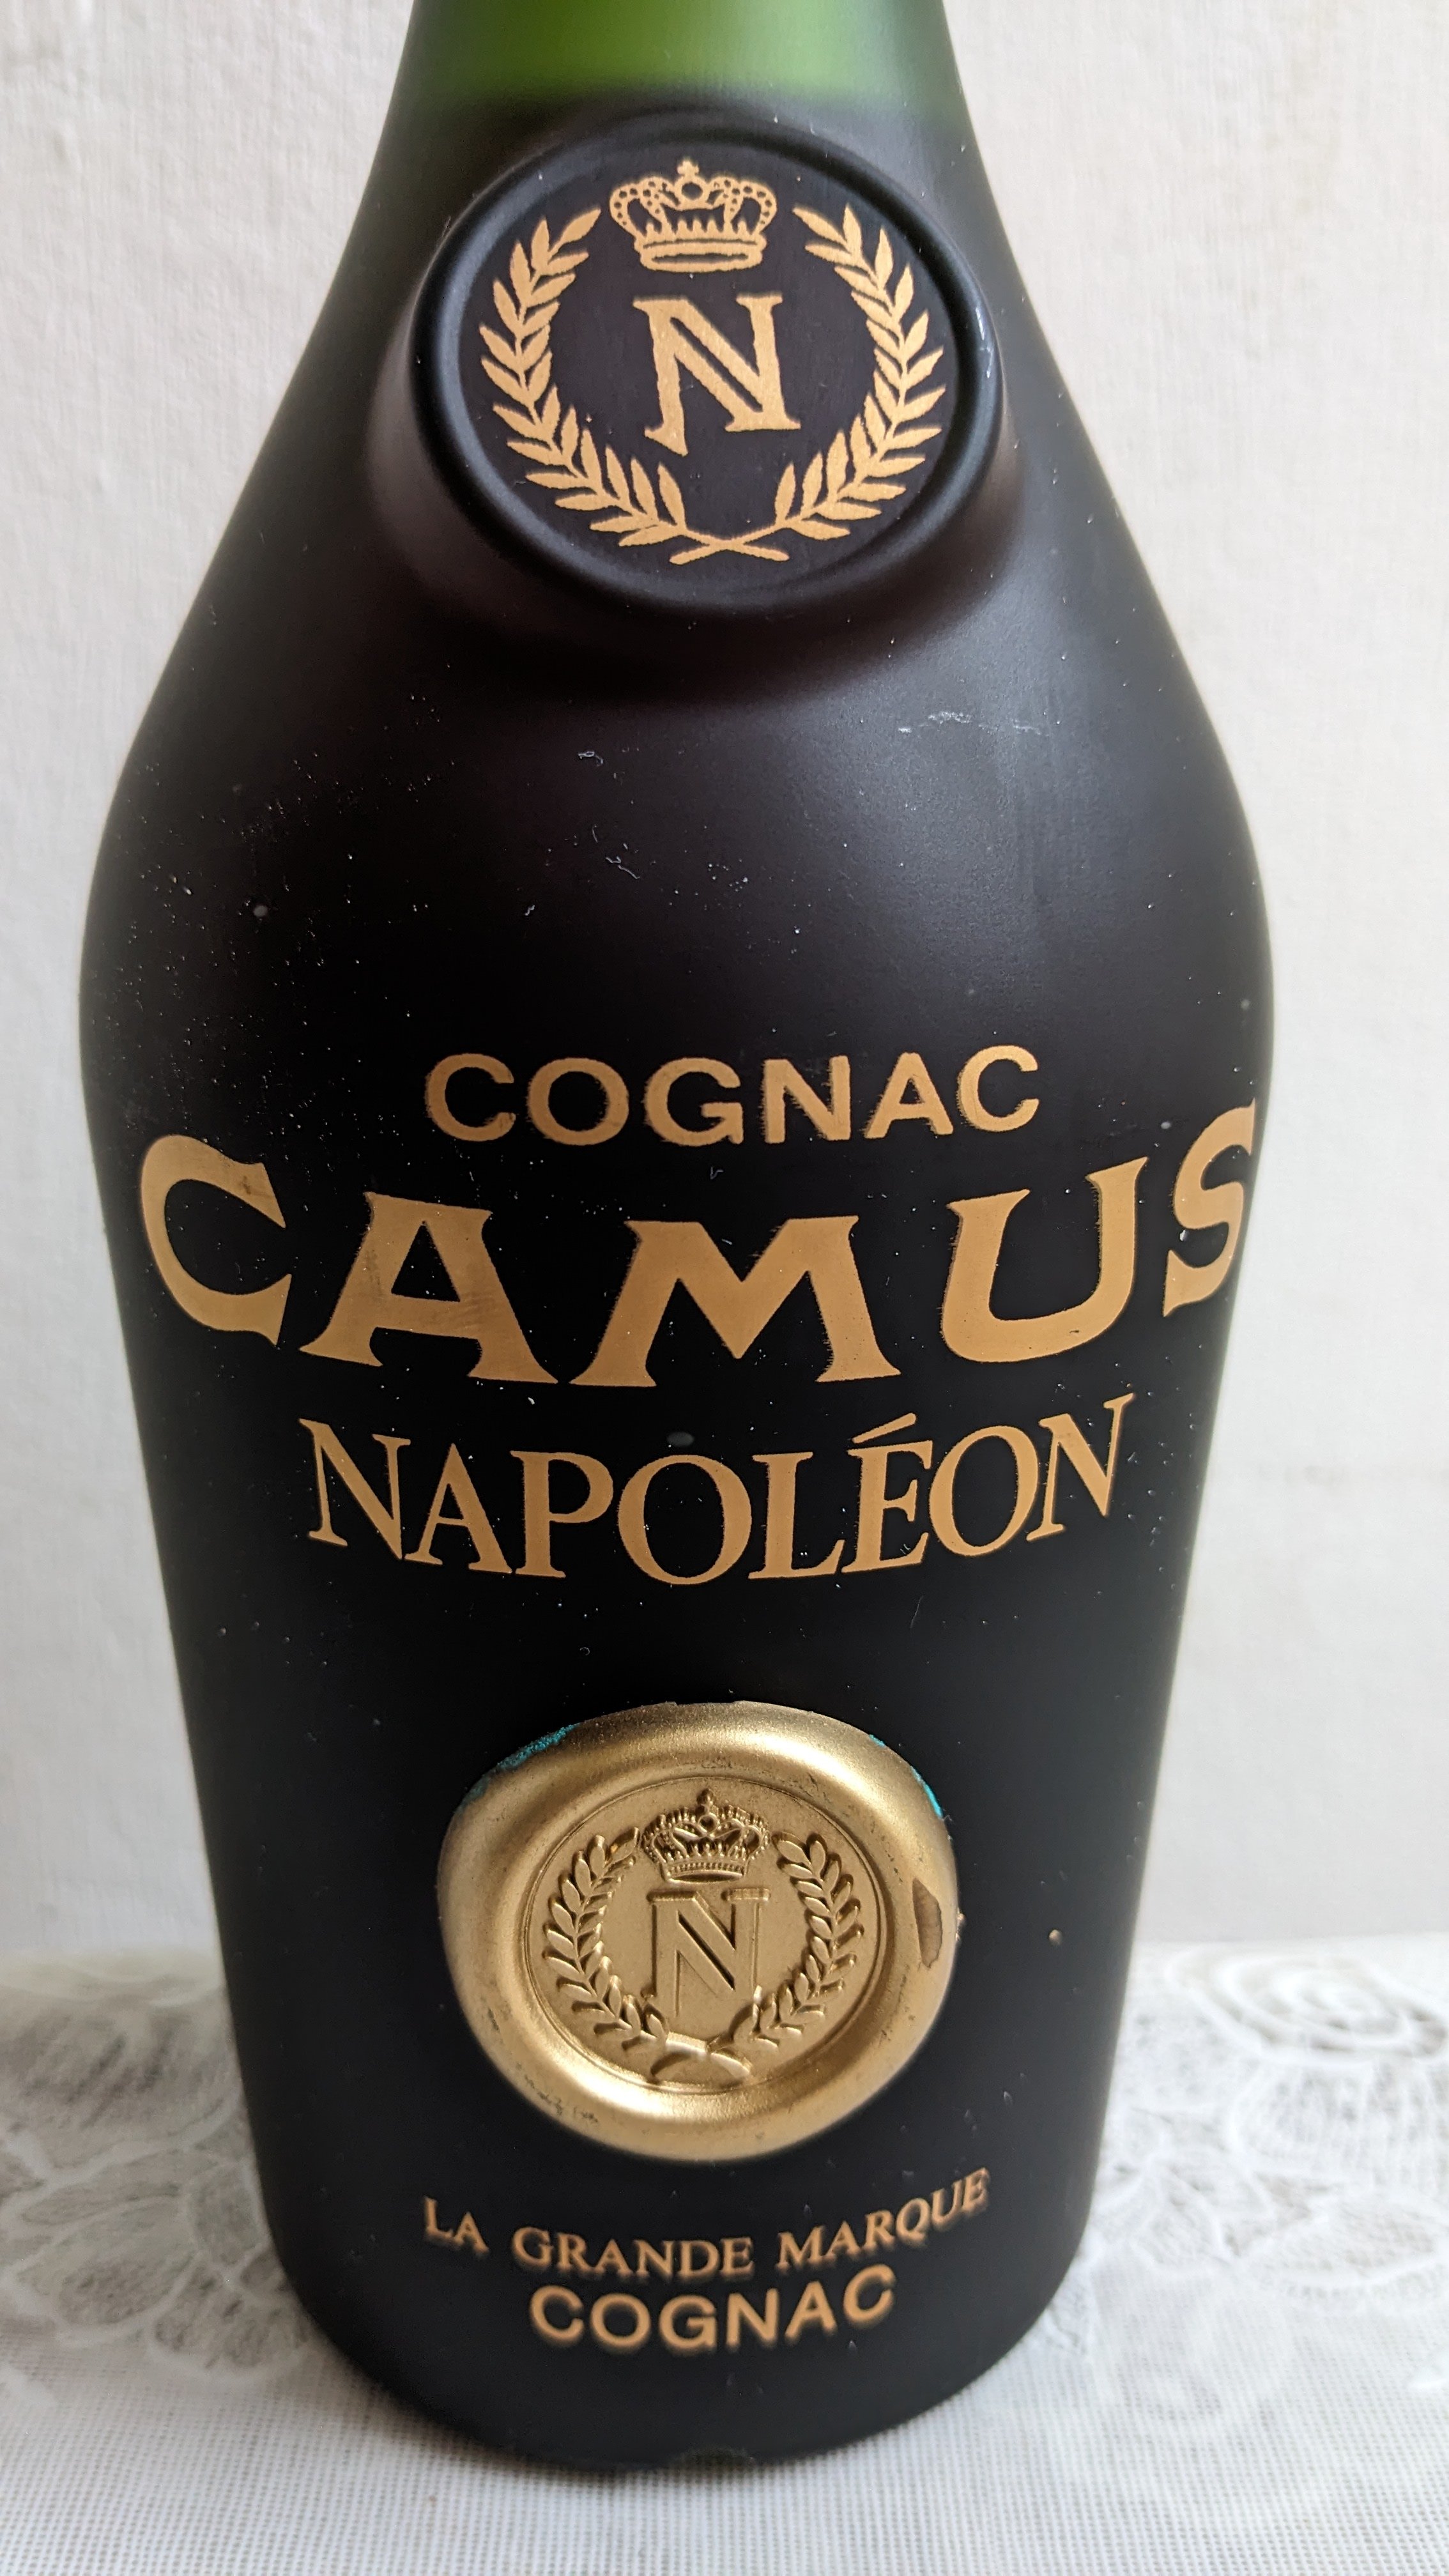 N
COGNAC
CAMUS
NAPOLÉON
N
LA GRANDE MARQUE
COGNAC